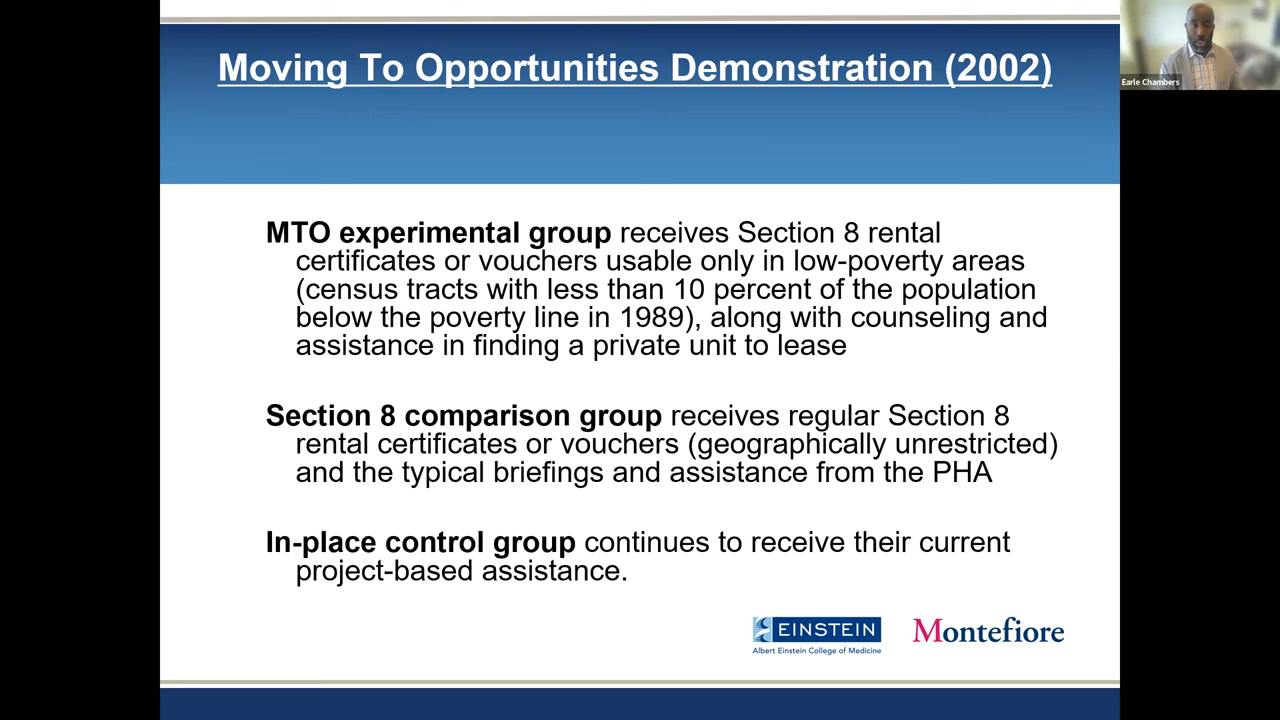 Moving To Opportunities Demonstration (2002)
Earle Chambers
MTO experimental group receives Section 8 rental
certificates or vouchers usable only in low-poverty areas
(census tracts with less than 10 percent of the population
below the poverty line in 1989), along with counseling and
assistance in finding a private unit to lease
Section 8 comparison group receives regular Section 8
rental certificates or vouchers (geographically unrestricted)
and the typical briefings and assistance from the PHA
In-place control group continues to receive their current
project-based assistance.
EINSTEIN
Albert Einstein College of Medicine
Montefiore